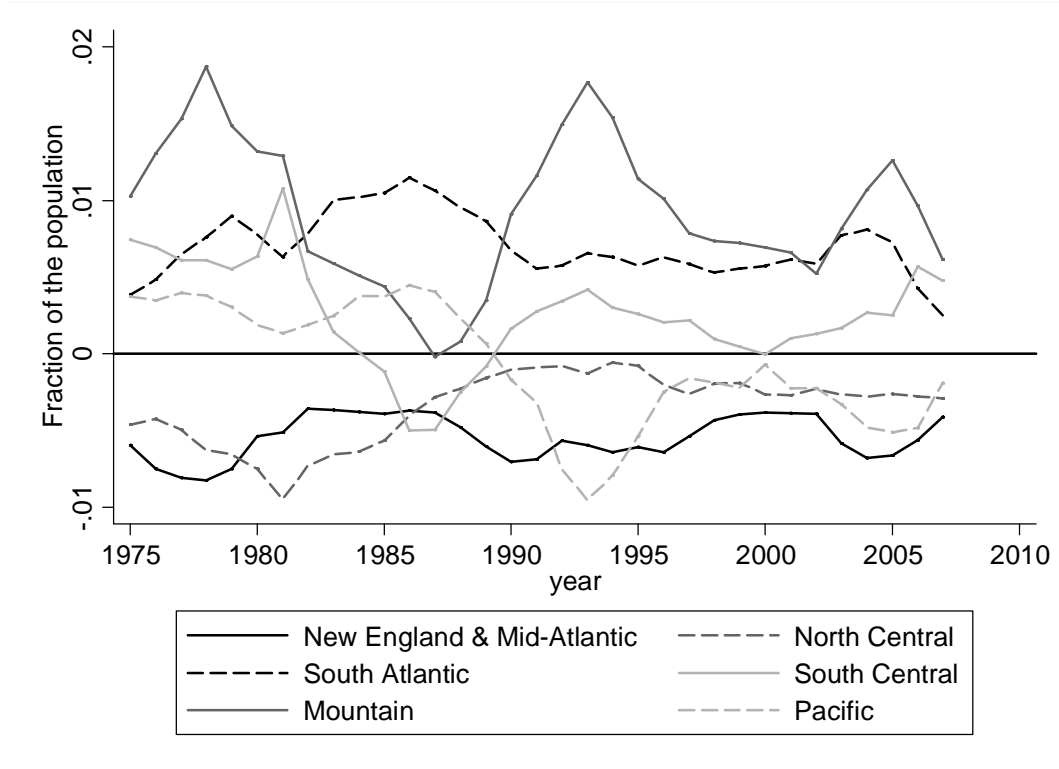 .02
.01
0
-.01
Fraction of the population
1975 1980 1985 1990 1995 2000 2005 2010
year
New England & Mid-Atlantic North Central
South Atlantic South Central
Mountain Pacific